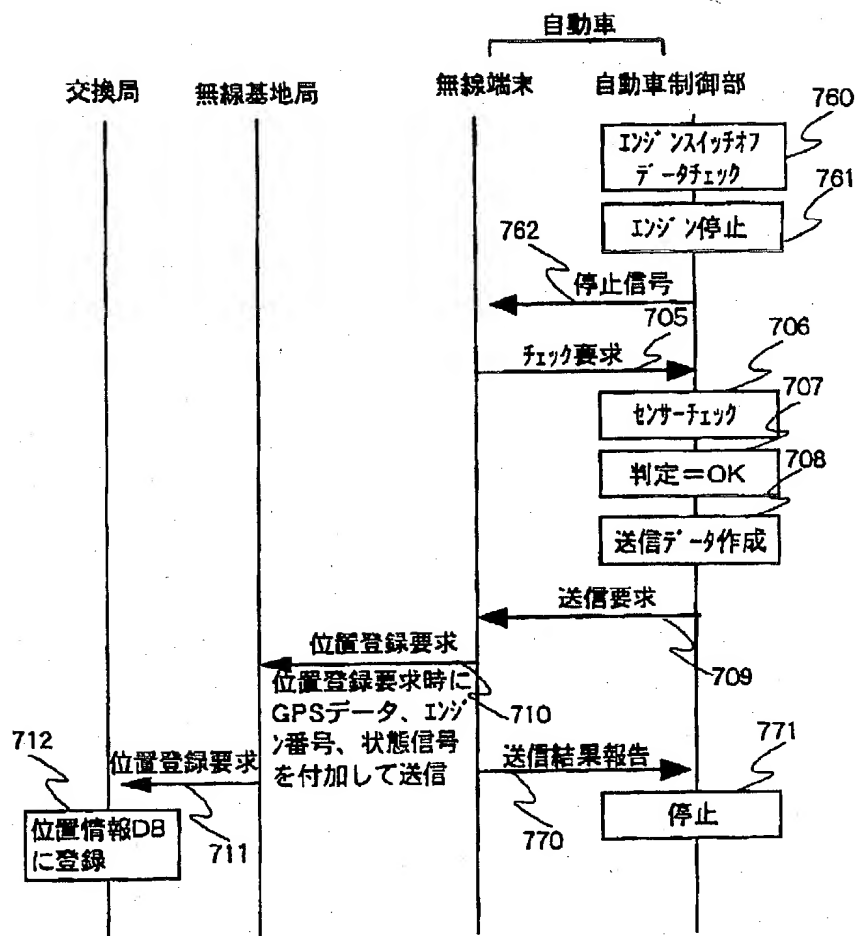 自動車
交換局
無線基地局
無線端末
自動車制御部
760
エンジンスイッチオフ
データチェック
761
エンジン停止
762
停止信号
705
チェック要求
706
センサーチェック
707
判定=OK
708
送信データ作成
送信要求
709
位置登録要求
位置登録要求時に
GPSデータ、エンジ
ン番号、状態信号
を付加して送信
710
712
位置登録要求
711
送信結果報告
770
771
停止
位置情報DB
に登録